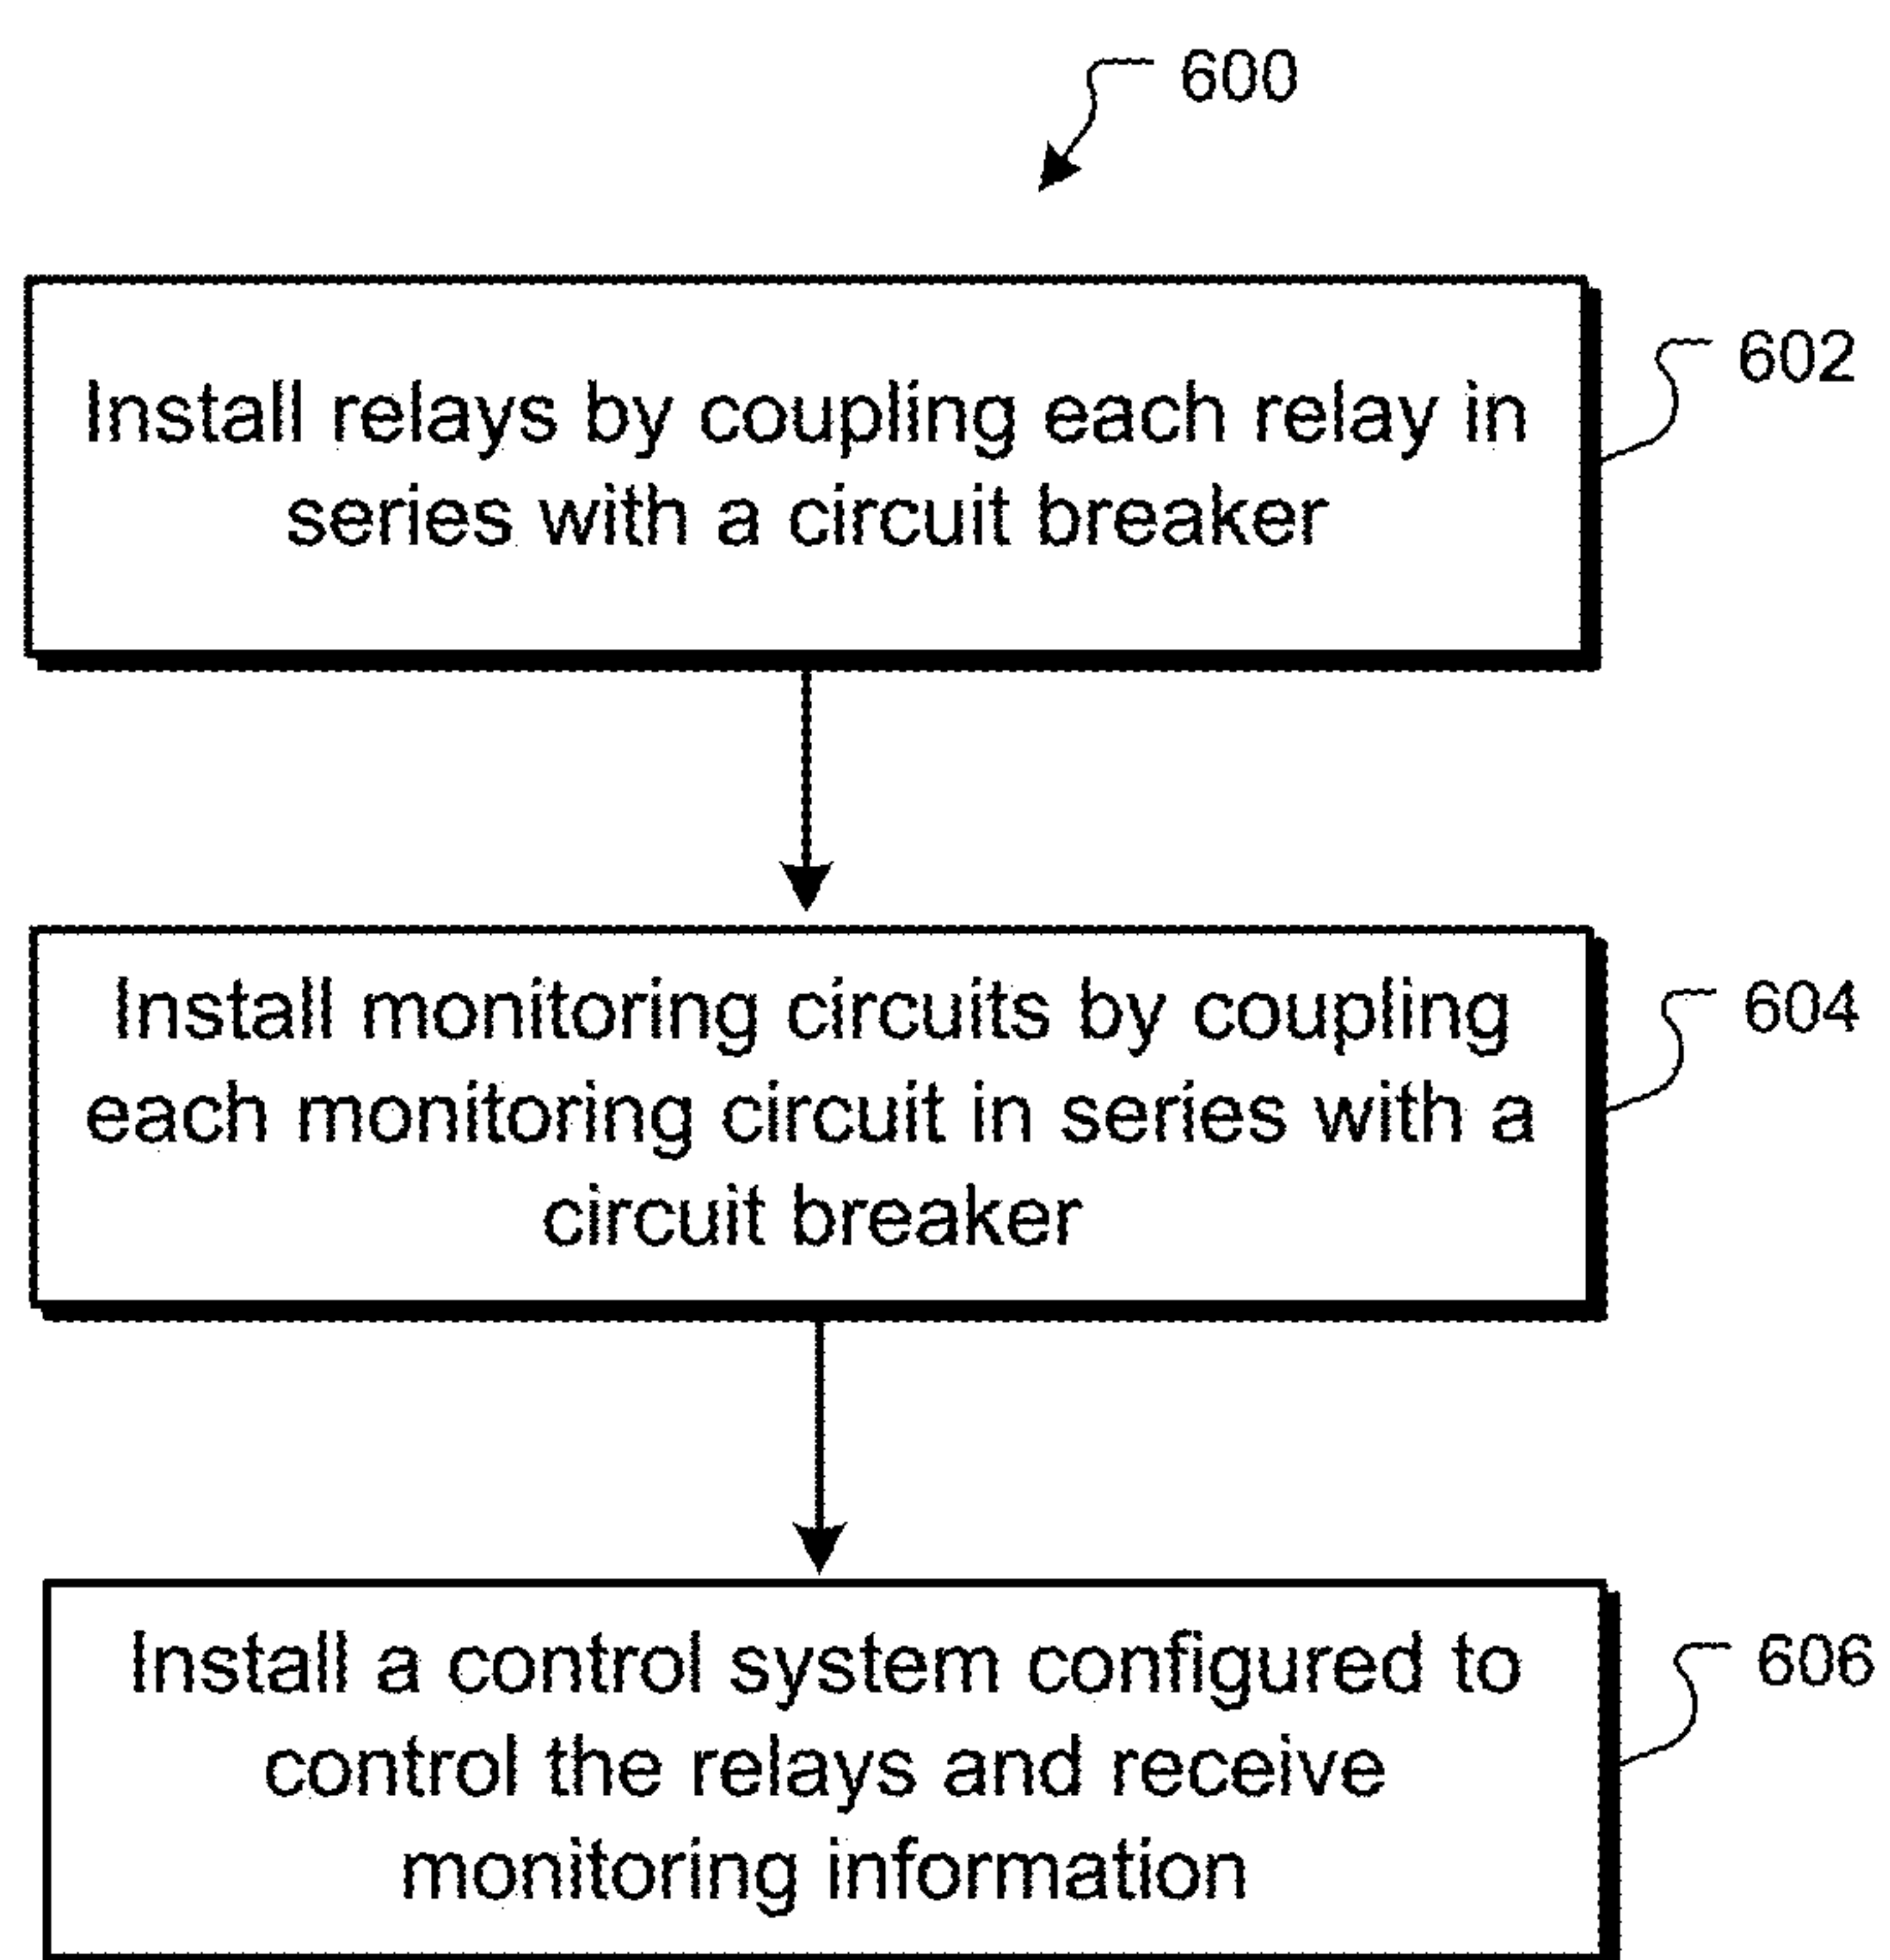 600
Install relays by coupling each relay in
series with a circuit breaker
602
Install monitoring circuits by coupling
each monitoring circuit in series with a
circuit breaker
604
Install a control system configured to
control the relays and receive
monitoring information
606